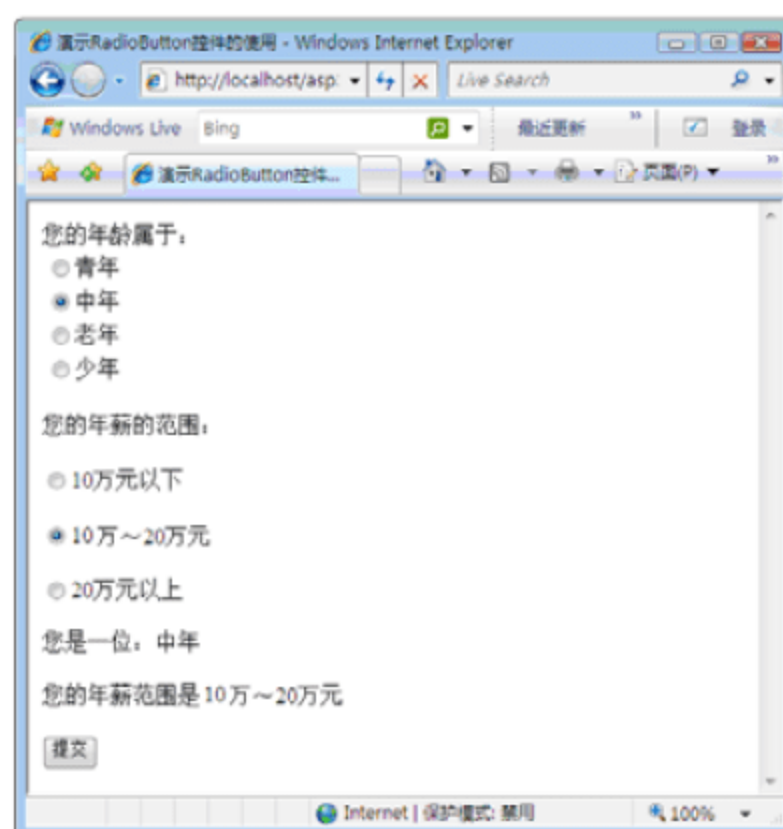 演示RadioButton控件的使用 - Windows Internet Explorer
http://localhost/asp
Live Search
Windows Live Bing 最近更新 登录
演示RadioButton控件... 页面(P)
您的年龄属于：
青年
中年
老年
少年
您的年薪的范围：
10万元以下
10万～20万元
20万元以上
您是一位：中年
您的年薪范围是10万～20万元
提交
Internet | 保护模式: 禁用 100%